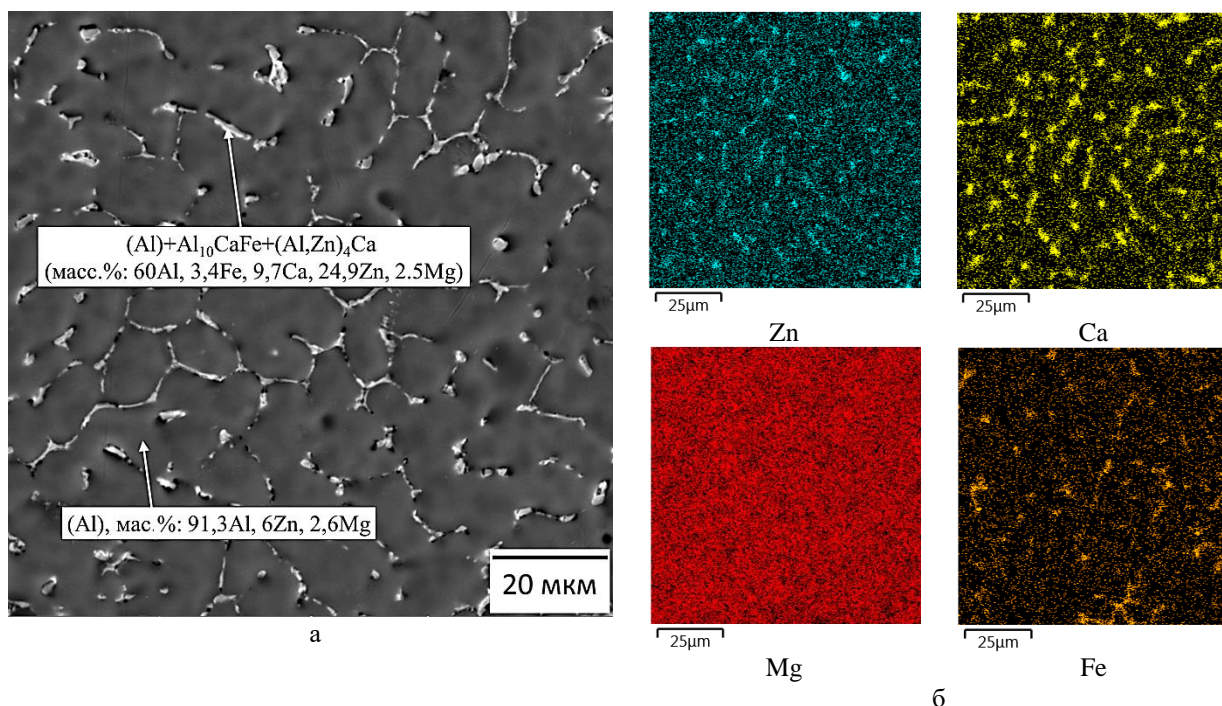 (Al)+Al₁₀CaFe+(Al,Zn)₄Ca
(масс.%: 60Al, 3,4Fe, 9,7Ca, 24,9Zn, 2.5Mg)
(Al), мас.%: 91,3Al, 6Zn, 2,6Mg
20 мкм
а
25μm
Zn
25μm
Ca
25μm
Mg
25μm
Fe
б